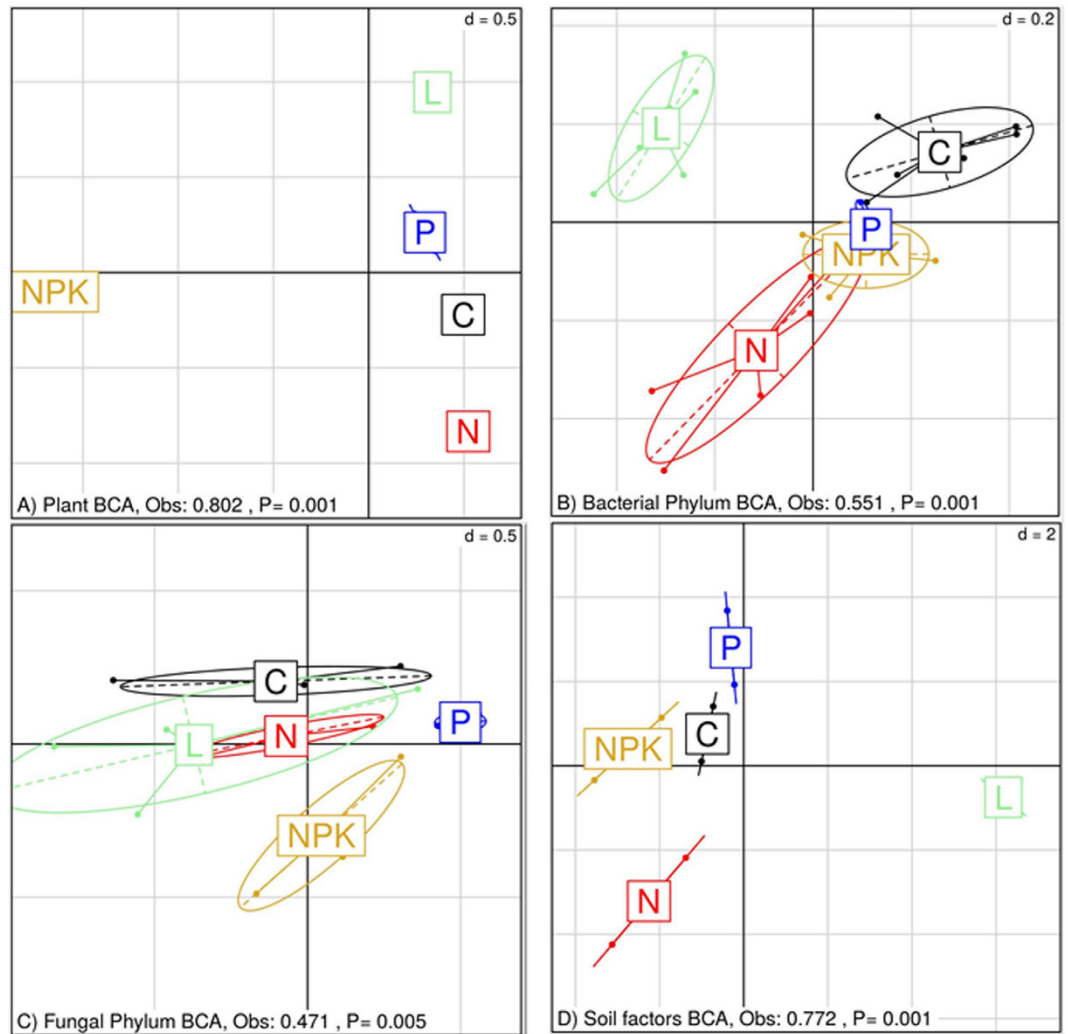 d = 0.5
L
P
NPK
C
N
A) Plant BCA, Obs: 0.802 , P= 0.001
d = 0.2
L
C
P
NPK
N
B) Bacterial Phylum BCA, Obs: 0.551 , P= 0.001
d = 0.5
C
P
N
L
NPK
C) Fungal Phylum BCA, Obs: 0.471 , P= 0.005
d = 2
P
C
NPK
L
N
D) Soil factors BCA, Obs: 0.772 , P= 0.001